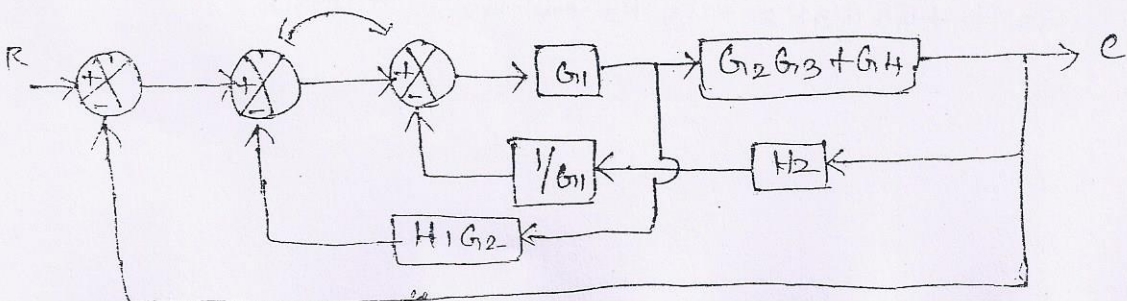 R + - + - + - G1 G2G3+G4 C
1/G1 H2
H1G2